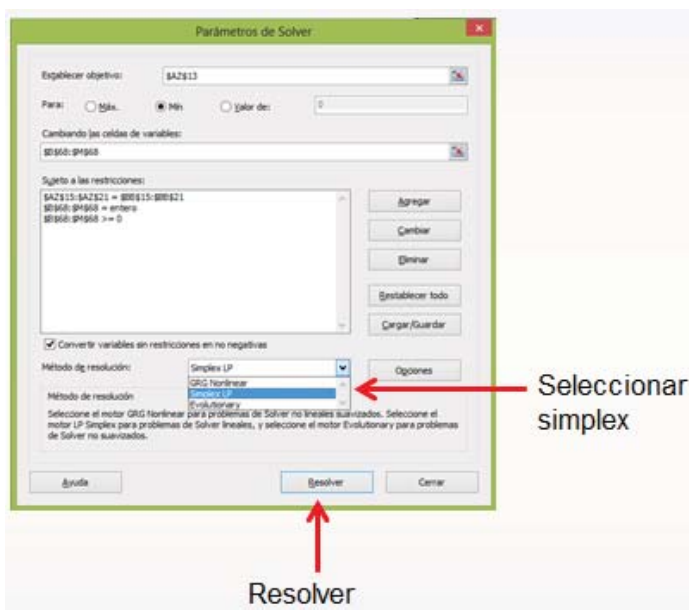 Parámetros de Solver
Establecer objetivo: $AZ$13
Para: Máx. Min Valor de: 0
Cambiando las celdas de variables:
$B$68:$M$68
Sujeto a las restricciones:
$AZ$15:$AZ$21 = $BB$15:$BB$21
$B$68:$M$68 = entero
$B$68:$M$68 >= 0
Agregar
Cambiar
Eliminar
Restablecer todo
Cargar/Guardar
Convertir variables sin restricciones en no negativas
Método de resolución: Simplex LP
Opciones
GRG Nonlinear
Simplex LP
Evolutionary
Método de resolución
Seleccione el motor GRG Nonlinear para problemas de Solver no lineales suavizados. Seleccione el
motor LP Simplex para problemas de Solver lineales, y seleccione el motor Evolutionary para problemas
de Solver no suavizados.
Ayuda Resolver Cerrar
Seleccionar
simplex
Resolver